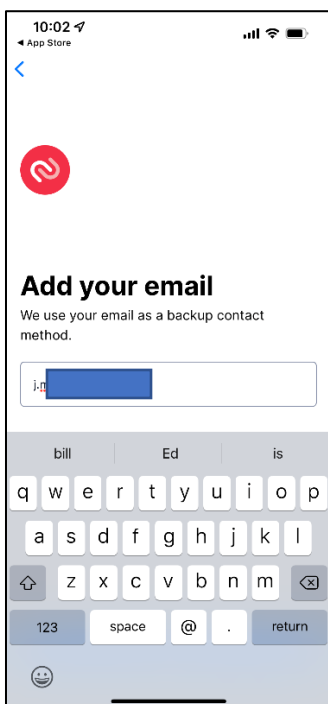 10:02
◀ App Store
Add your email
We use your email as a backup contact
method.
j.m
bill Ed is
q w e r t y u i o p
a s d f g h j k l
z x c v b n m
123 space @ . return